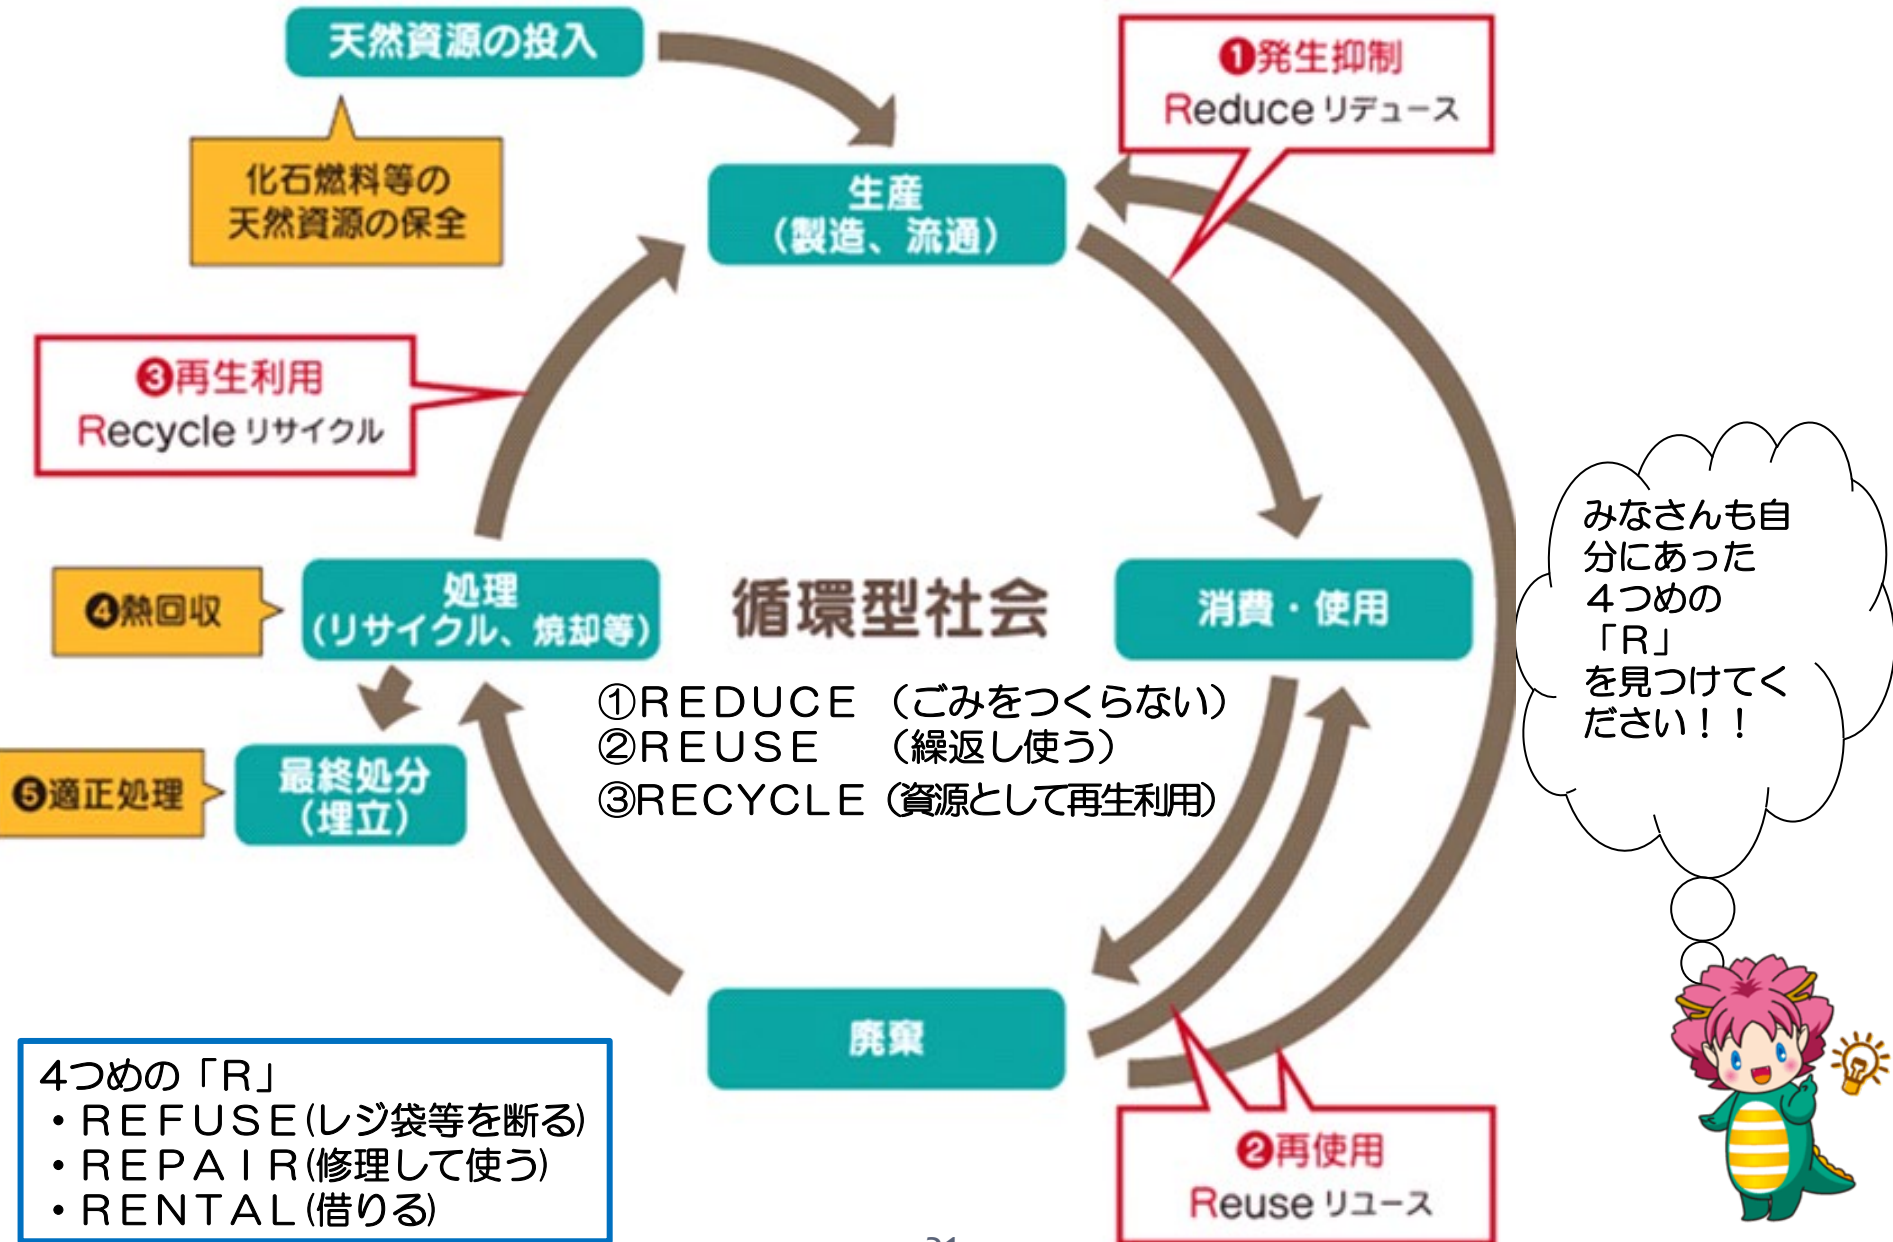 天然資源の投入
化石燃料等の
天然資源の保全
❶発生抑制
Reduce リデュース
生産
（製造、流通）
❸再生利用
Recycle リサイクル
❹熱回収
処理
（リサイクル、焼却等）
循環型社会
消費・使用
①ＲＥＤＵＣＥ （ごみをつくらない）
②ＲＥＵＳＥ （繰返し使う）
③ＲＥＣＹＣＬＥ（資源として再生利用）
❺適正処理
最終処分
（埋立）
みなさんも自
分にあった
４つめの
「Ｒ」
を見つけてく
ださい！！
廃棄
❷再使用
Reuse リユース
４つめの「Ｒ」
・ＲＥＦＵＳＥ(レジ袋等を断る)
・ＲＥＰＡＩＲ(修理して使う)
・ＲＥＮＴＡＬ(借りる)